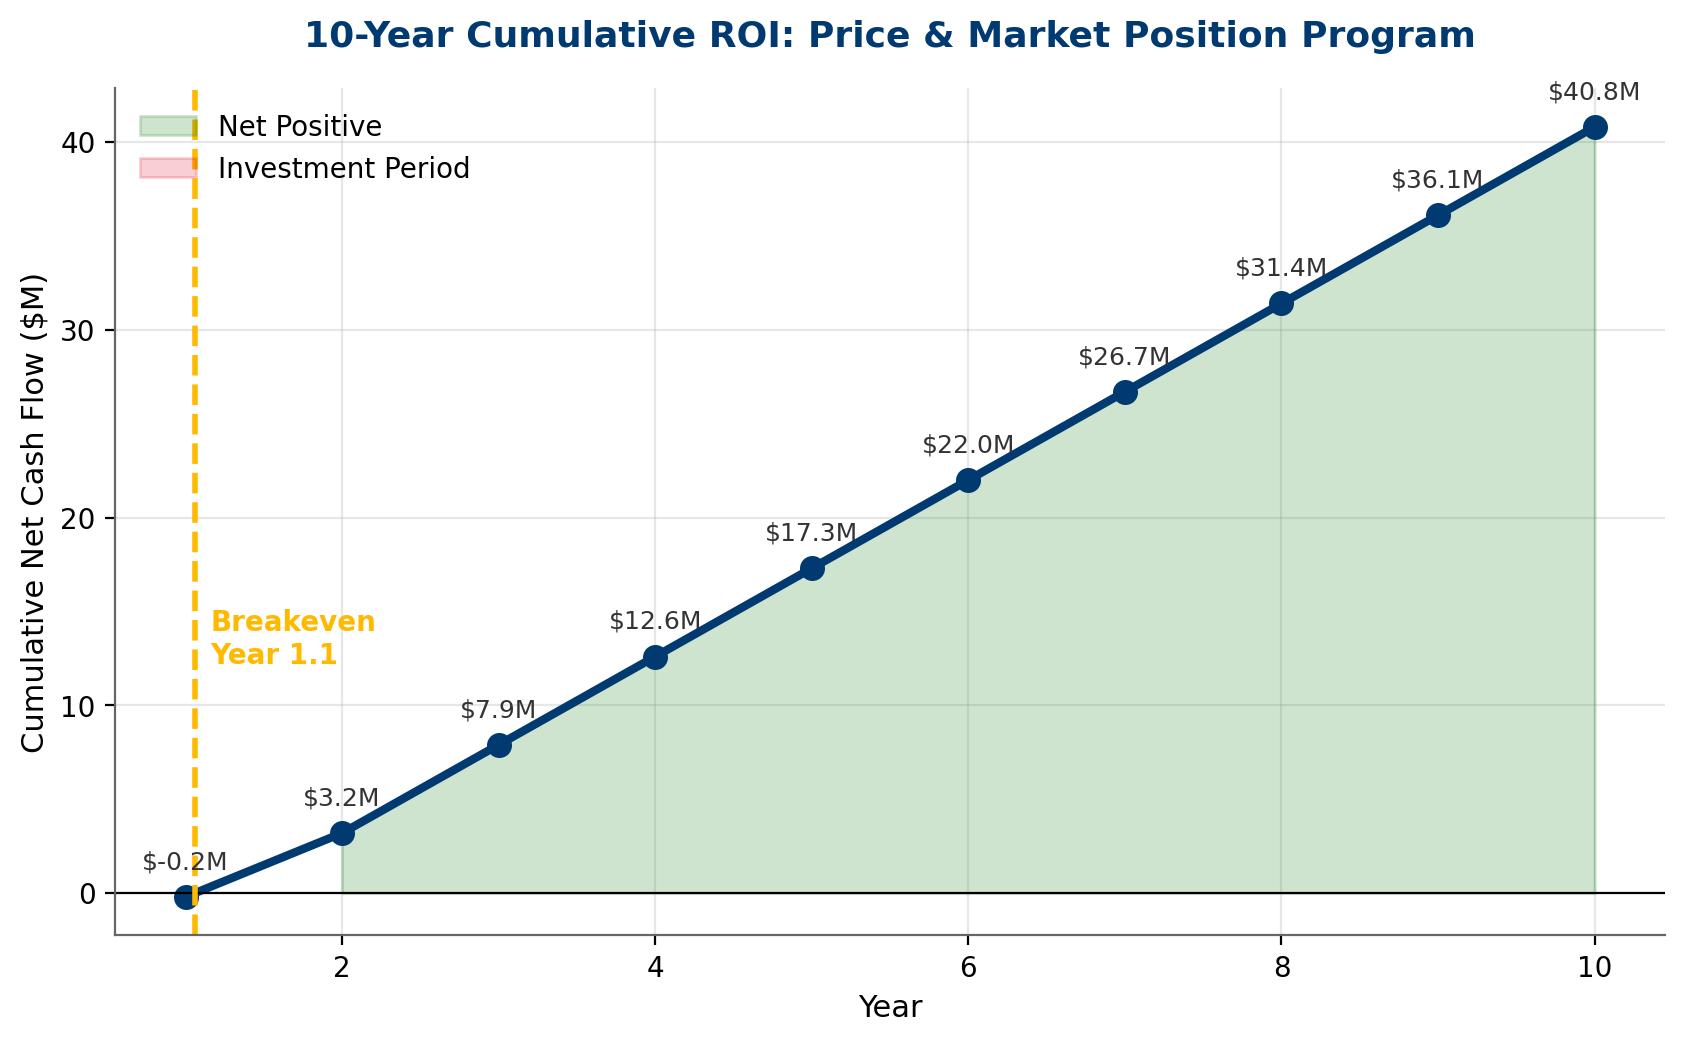 10-Year Cumulative ROI: Price & Market Position Program
Net Positive
Investment Period
Breakeven
Year 1.1
$-0.2M
$3.2M
$7.9M
$12.6M
$17.3M
$22.0M
$26.7M
$31.4M
$36.1M
$40.8M
Cumulative Net Cash Flow ($M)
40
30
20
10
0
2
4
6
8
10
Year